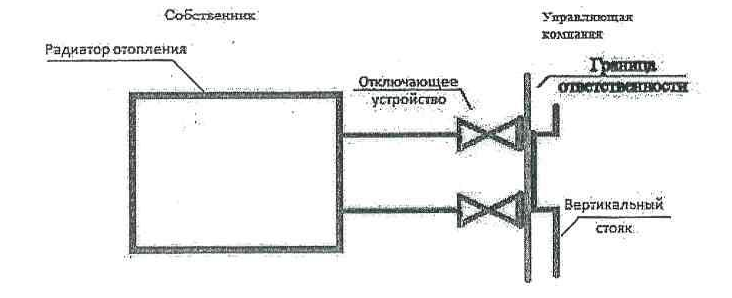 Собственник
Управляющая
компания
Радиатор отопления
Граница
ответственности
Отключающее
устройство
Вертикальный
стояк